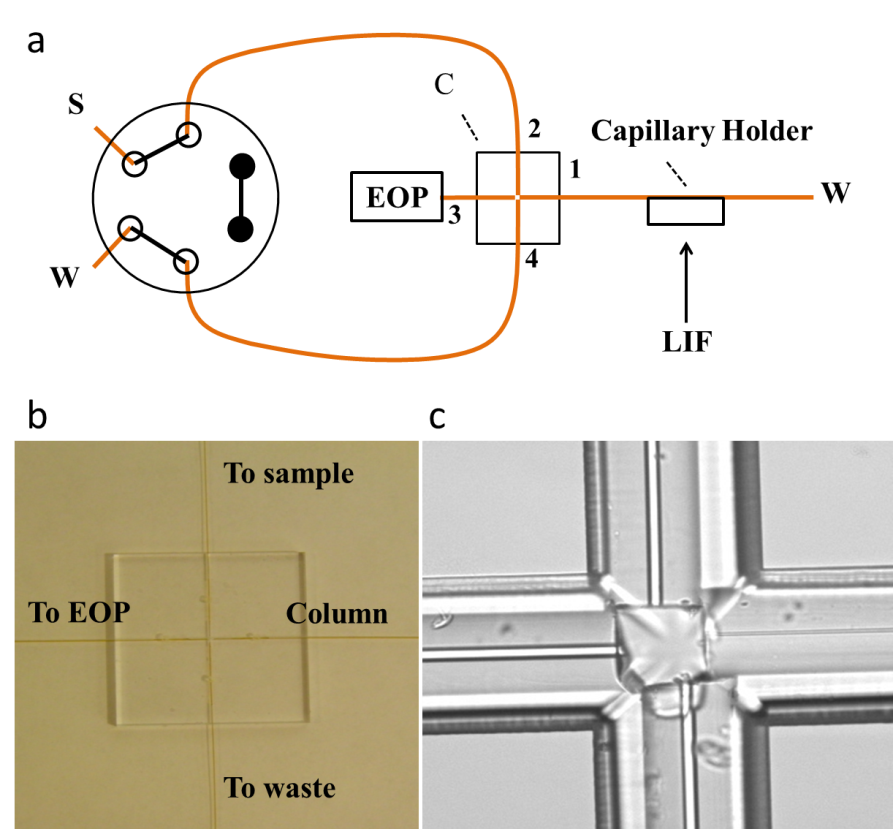 a
S
C
2
Capillary Holder
1
EOP
3
W
W
4
LIF
b
c
To sample
To EOP
Column
To waste